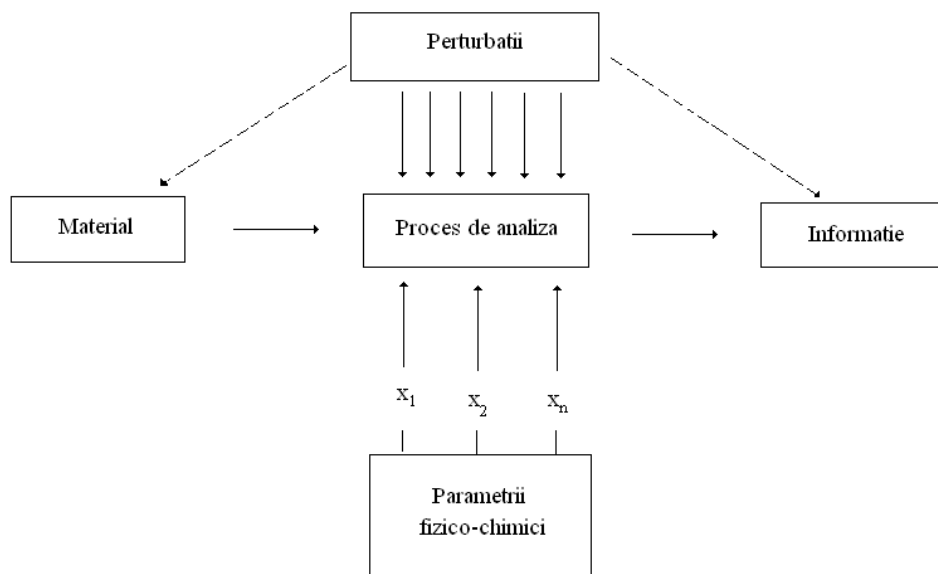 Perturbatii
Material
Proces de analiza
Informatie
x1 x2 xn
Parametrii
fizico-chimici